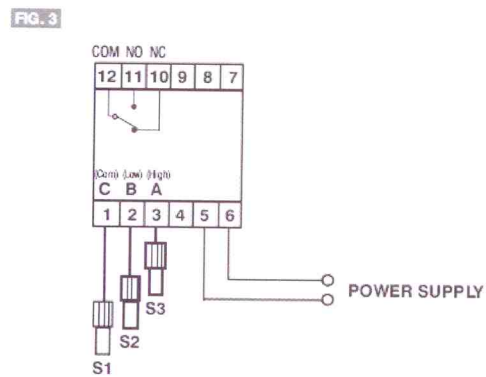 FIG. 3
COM NO NC
12 11 10 9 8 7
(Com) (Low) (High)
C B A
1 2 3 4 5 6
S3
S2
S1
POWER SUPPLY